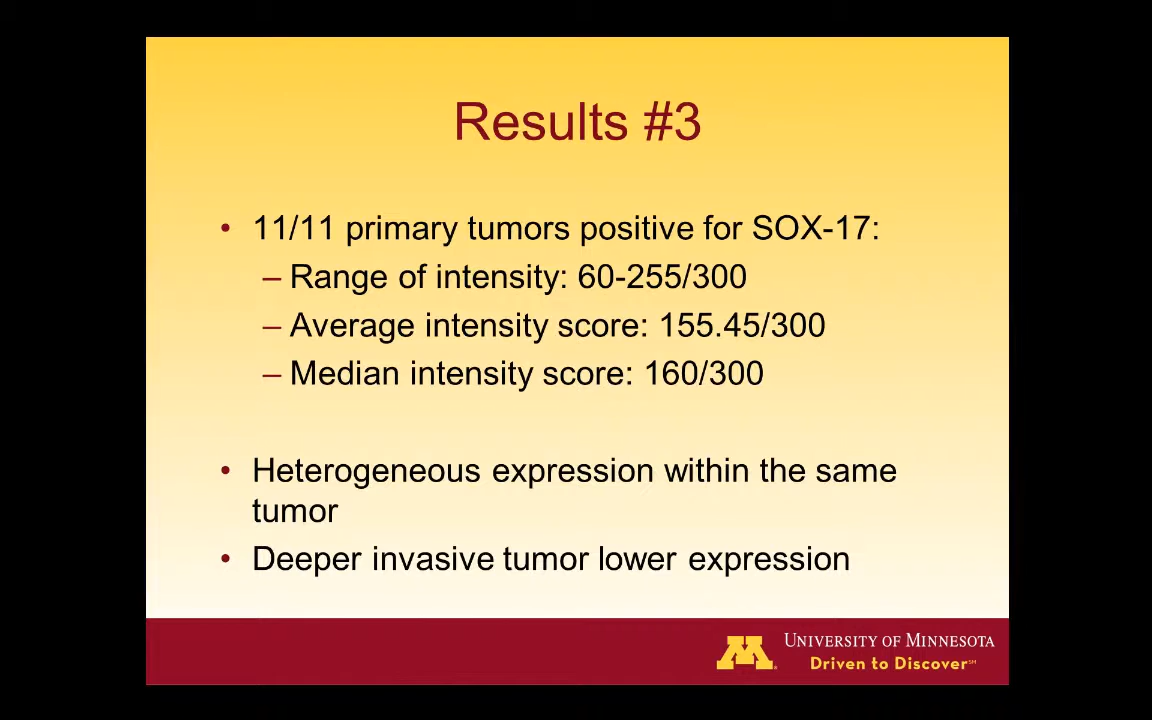 Results #3
• 11/11 primary tumors positive for SOX-17:
– Range of intensity: 60-255/300
– Average intensity score: 155.45/300
– Median intensity score: 160/300
• Heterogeneous expression within the same
tumor
• Deeper invasive tumor lower expression
UNIVERSITY OF MINNESOTA
Driven to Discover℠